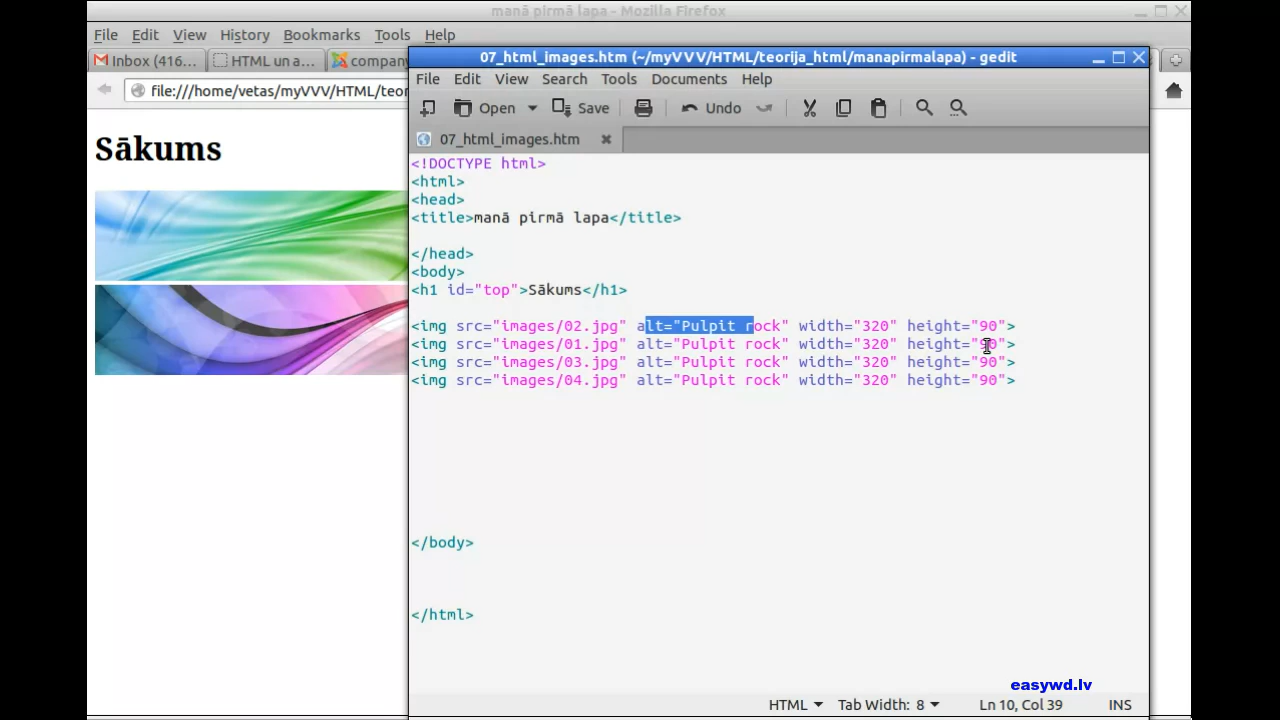 manā pirmā lapa - Mozilla Firefox
File Edit View History Bookmarks Tools Help
Inbox (416... HTML un a... company
file:///home/vetas/myVVV/HTML/teor
Sākums
07_html_images.htm (~/myVVV/HTML/teorija_html/manapirmalapa) - gedit
File Edit View Search Tools Documents Help
Open Save Undo
07_html_images.htm
<!DOCTYPE html>
<html>
<head>
<title>manā pirmā lapa</title>
</head>
<body>
<h1 id="top">Sākums</h1>
<img src="images/02.jpg" alt="Pulpit rock" width="320" height="90">
<img src="images/01.jpg" alt="Pulpit rock" width="320" height="90">
<img src="images/03.jpg" alt="Pulpit rock" width="320" height="90">
<img src="images/04.jpg" alt="Pulpit rock" width="320" height="90">
</body>
</html>
easywd.lv
HTML Tab Width: 8 Ln 10, Col 39 INS